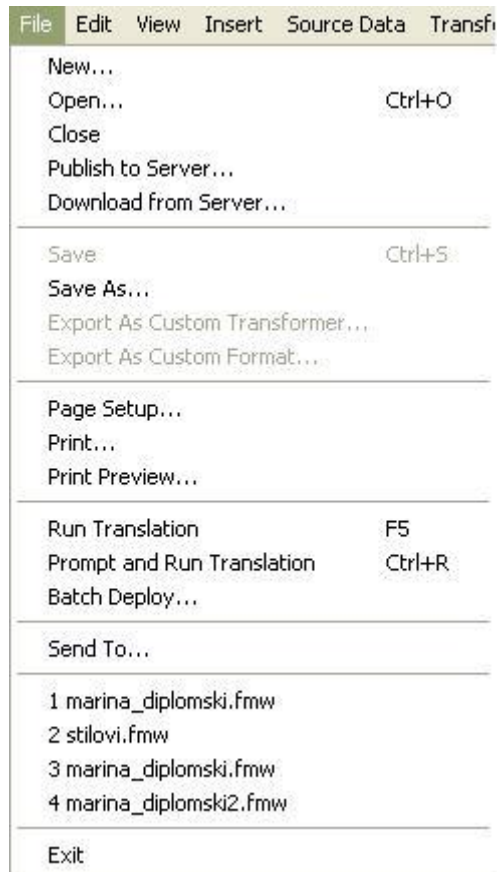 File Edit View Insert Source Data Transf
New...
Open... Ctrl+O
Close
Publish to Server...
Download from Server...
Save Ctrl+S
Save As...
Export As Custom Transformer...
Export As Custom Format...
Page Setup...
Print...
Print Preview...
Run Translation F5
Prompt and Run Translation Ctrl+R
Batch Deploy...
Send To...
1 marina_diplomski.fmw
2 stilovi.fmw
3 marina_diplomski.fmw
4 marina_diplomski2.fmw
Exit